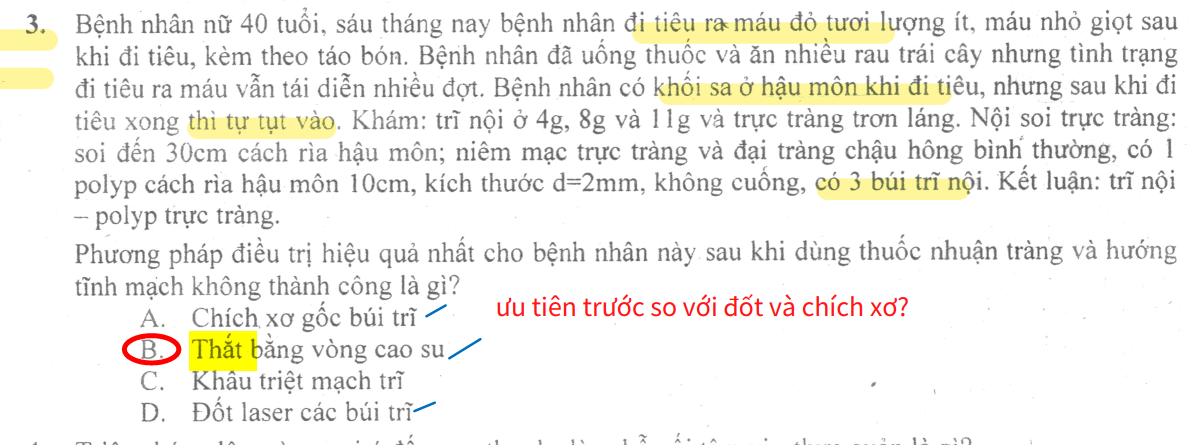 3. Bệnh nhân nữ 40 tuổi, sáu tháng nay bệnh nhân đi tiêu ra máu đỏ tươi lượng ít, máu nhỏ giọt sau
khi đi tiêu, kèm theo táo bón. Bệnh nhân đã uống thuốc và ăn nhiều rau trái cây nhưng tình trạng
đi tiêu ra máu vẫn tái diễn nhiều đợt. Bệnh nhân có khối sa ở hậu môn khi đi tiêu, nhưng sau khi đi
tiêu xong thì tự tụt vào. Khám: trĩ nội ở 4g, 8g và 11g và trực tràng trơn láng. Nội soi trực tràng:
soi đến 30cm cách rìa hậu môn; niêm mạc trực tràng và đại tràng chậu hông bình thường, có 1
polyp cách rìa hậu môn 10cm, kích thước d=2mm, không cuống, có 3 búi trĩ nội. Kết luận: trĩ nội
– polyp trực tràng.
Phương pháp điều trị hiệu quả nhất cho bệnh nhân này sau khi dùng thuốc nhuận tràng và hướng
tĩnh mạch không thành công là gì?
ưu tiên trước so với đốt và chích xơ?
A. Chích xơ gốc búi trĩ
B. Thắt bằng vòng cao su
C. Khâu triệt mạch trĩ
D. Đốt laser các búi trĩ